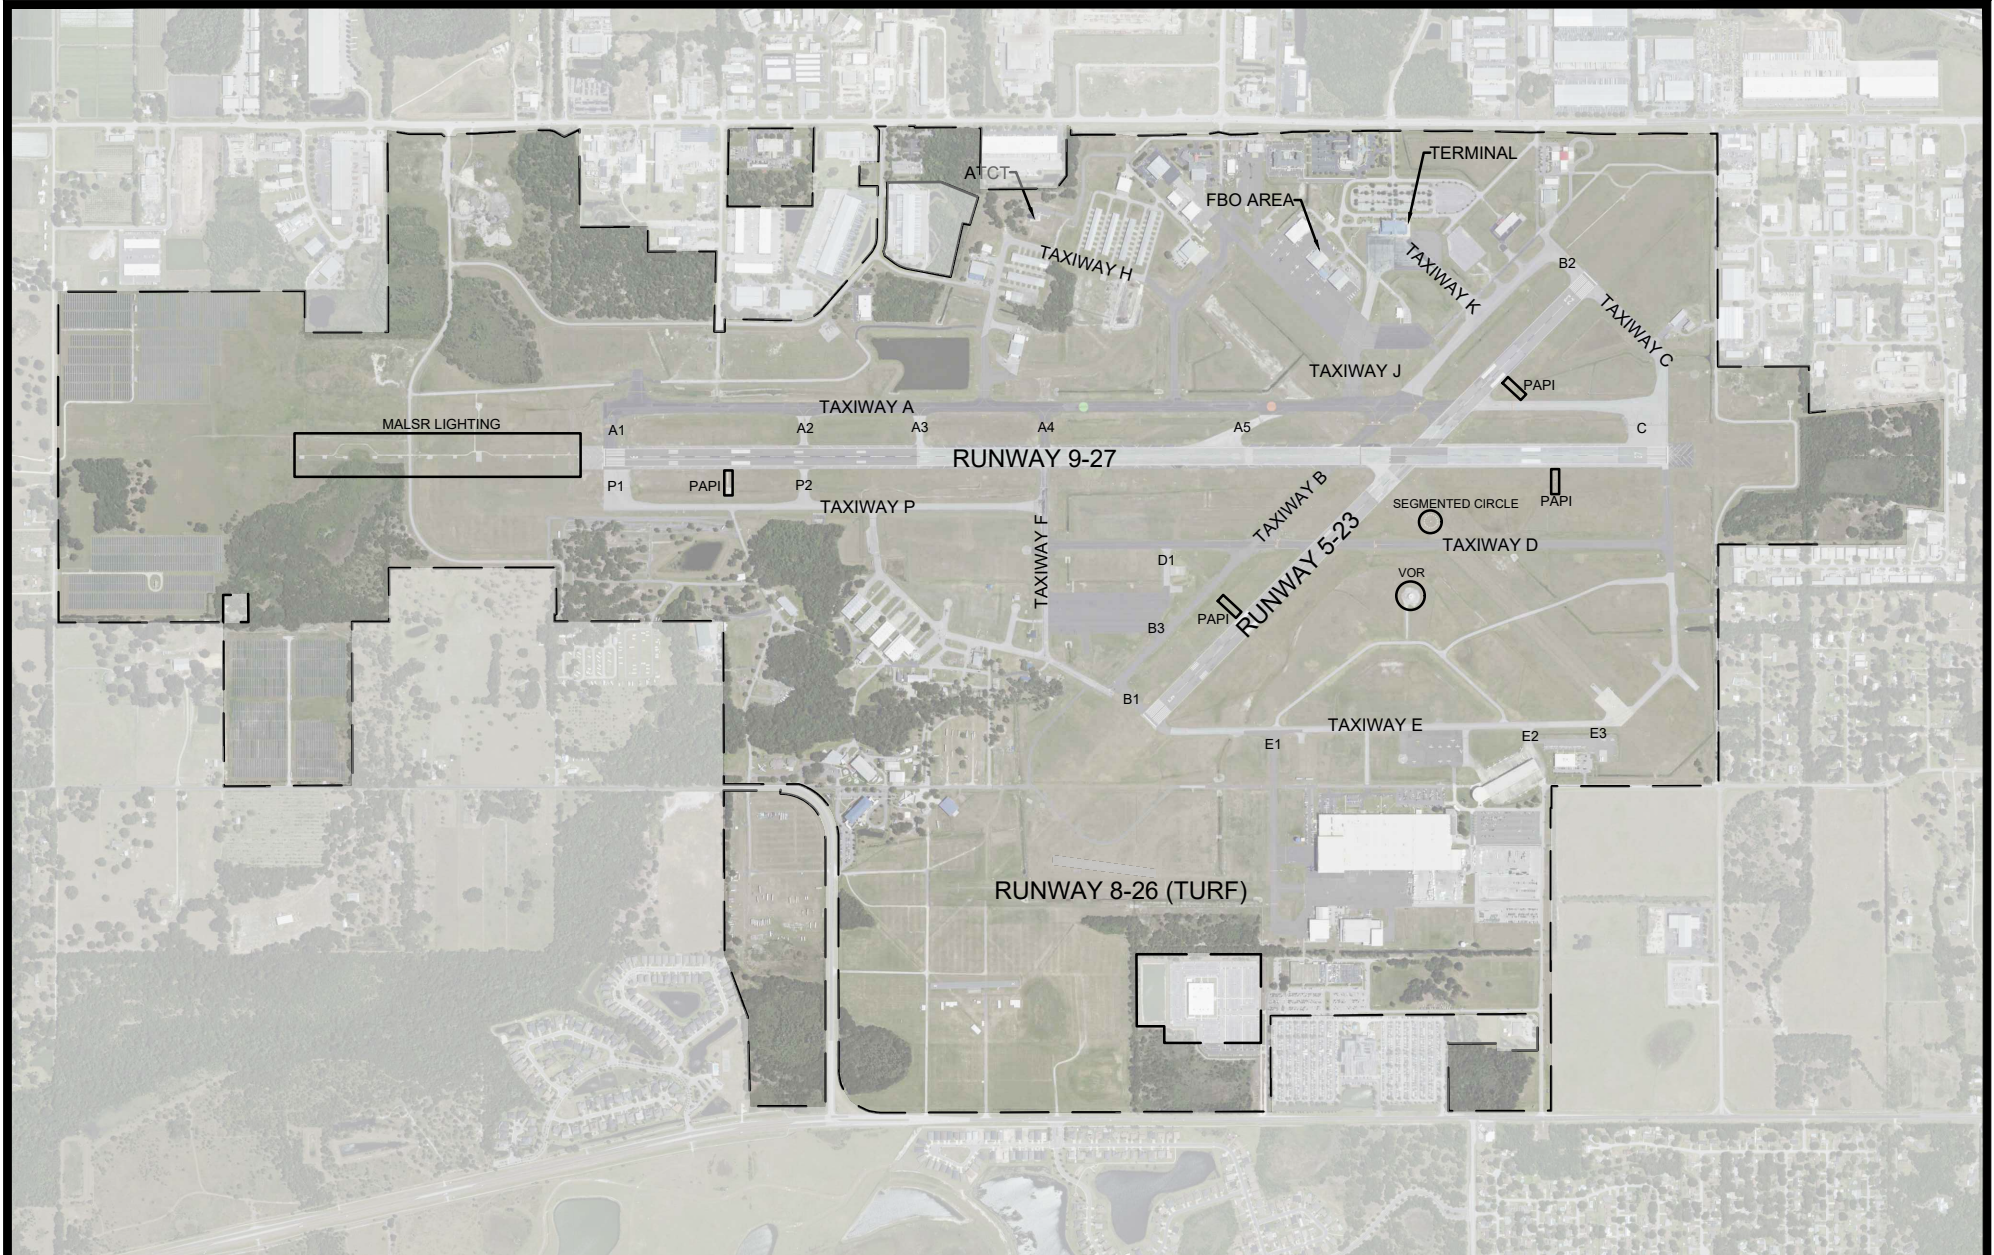 TERMINAL
ATCT
FBO AREA
TAXIWAY H
TAXIWAY K
B2
TAXIWAY C
TAXIWAY J
PAPI
TAXIWAY A
MALSR LIGHTING
A1
A2
A3
A4
A5
C
RUNWAY 9-27
P1
PAPI
P2
TAXIWAY P
TAXIWAY B
PAPI
SEGMENTED CIRCLE
RUNWAY 5-23
TAXIWAY D
TAXIWAY F
D1
VOR
PAPI
B3
B1
TAXIWAY E
E1
E2
E3
RUNWAY 8-26 (TURF)